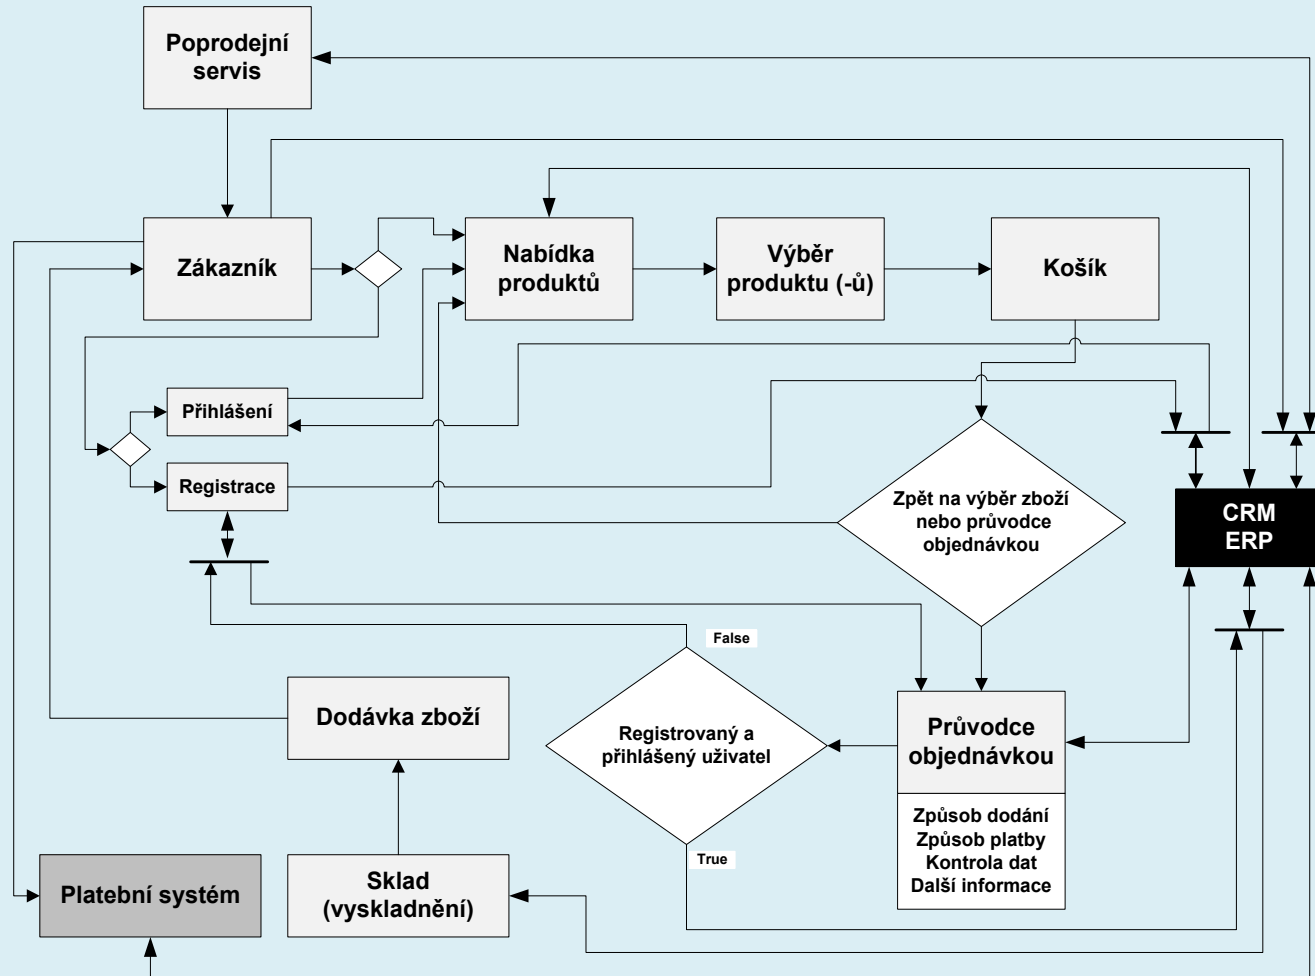 Poprodejní
servis
Zákazník
Nabídka
produktů
Výběr
produktu (-ů)
Košík
Přihlášení
Registrace
Zpět na výběr zboží
nebo průvodce
objednávkou
CRM
ERP
False
Dodávka zboží
Registrovaný a
přihlášený uživatel
Průvodce
objednávkou
Způsob dodání
Způsob platby
Kontrola dat
Další informace
True
Platební systém
Sklad
(vyskladnění)